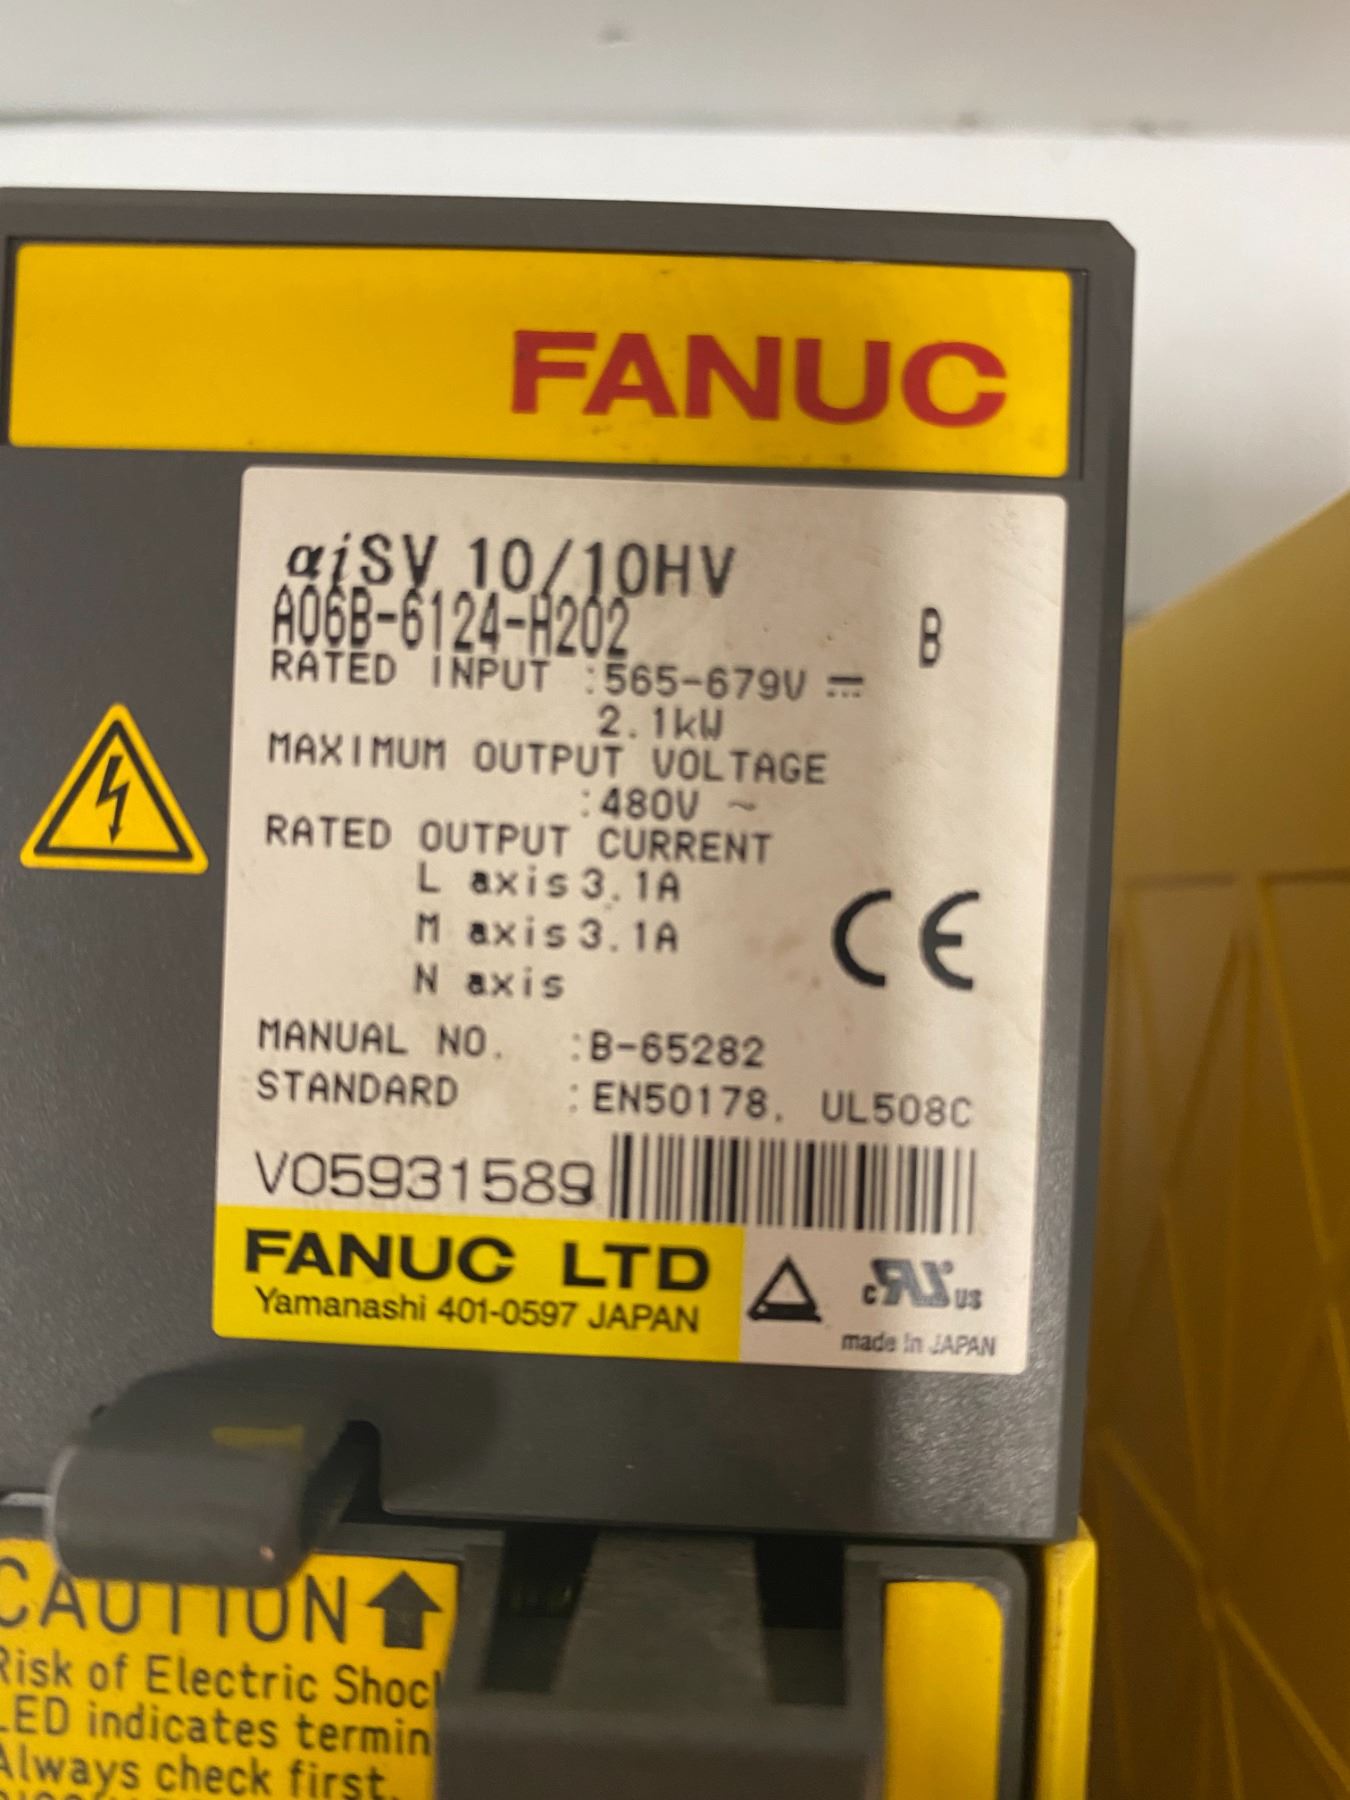 FANUC
αiSV 10/10HV
A06B-6124-H202 B
RATED INPUT :565-679V ⎓
2.1kW
MAXIMUM OUTPUT VOLTAGE
:480V ~
RATED OUTPUT CURRENT
L axis 3.1A
M axis 3.1A
N axis
CE
MANUAL NO. :B-65282
STANDARD :EN50178, UL508C
V05931589
FANUC LTD
Yamanashi 401-0597 JAPAN
c RU us
made in JAPAN
CAUTION
Risk of Electric Shoc
LED indicates termin
Always check first.